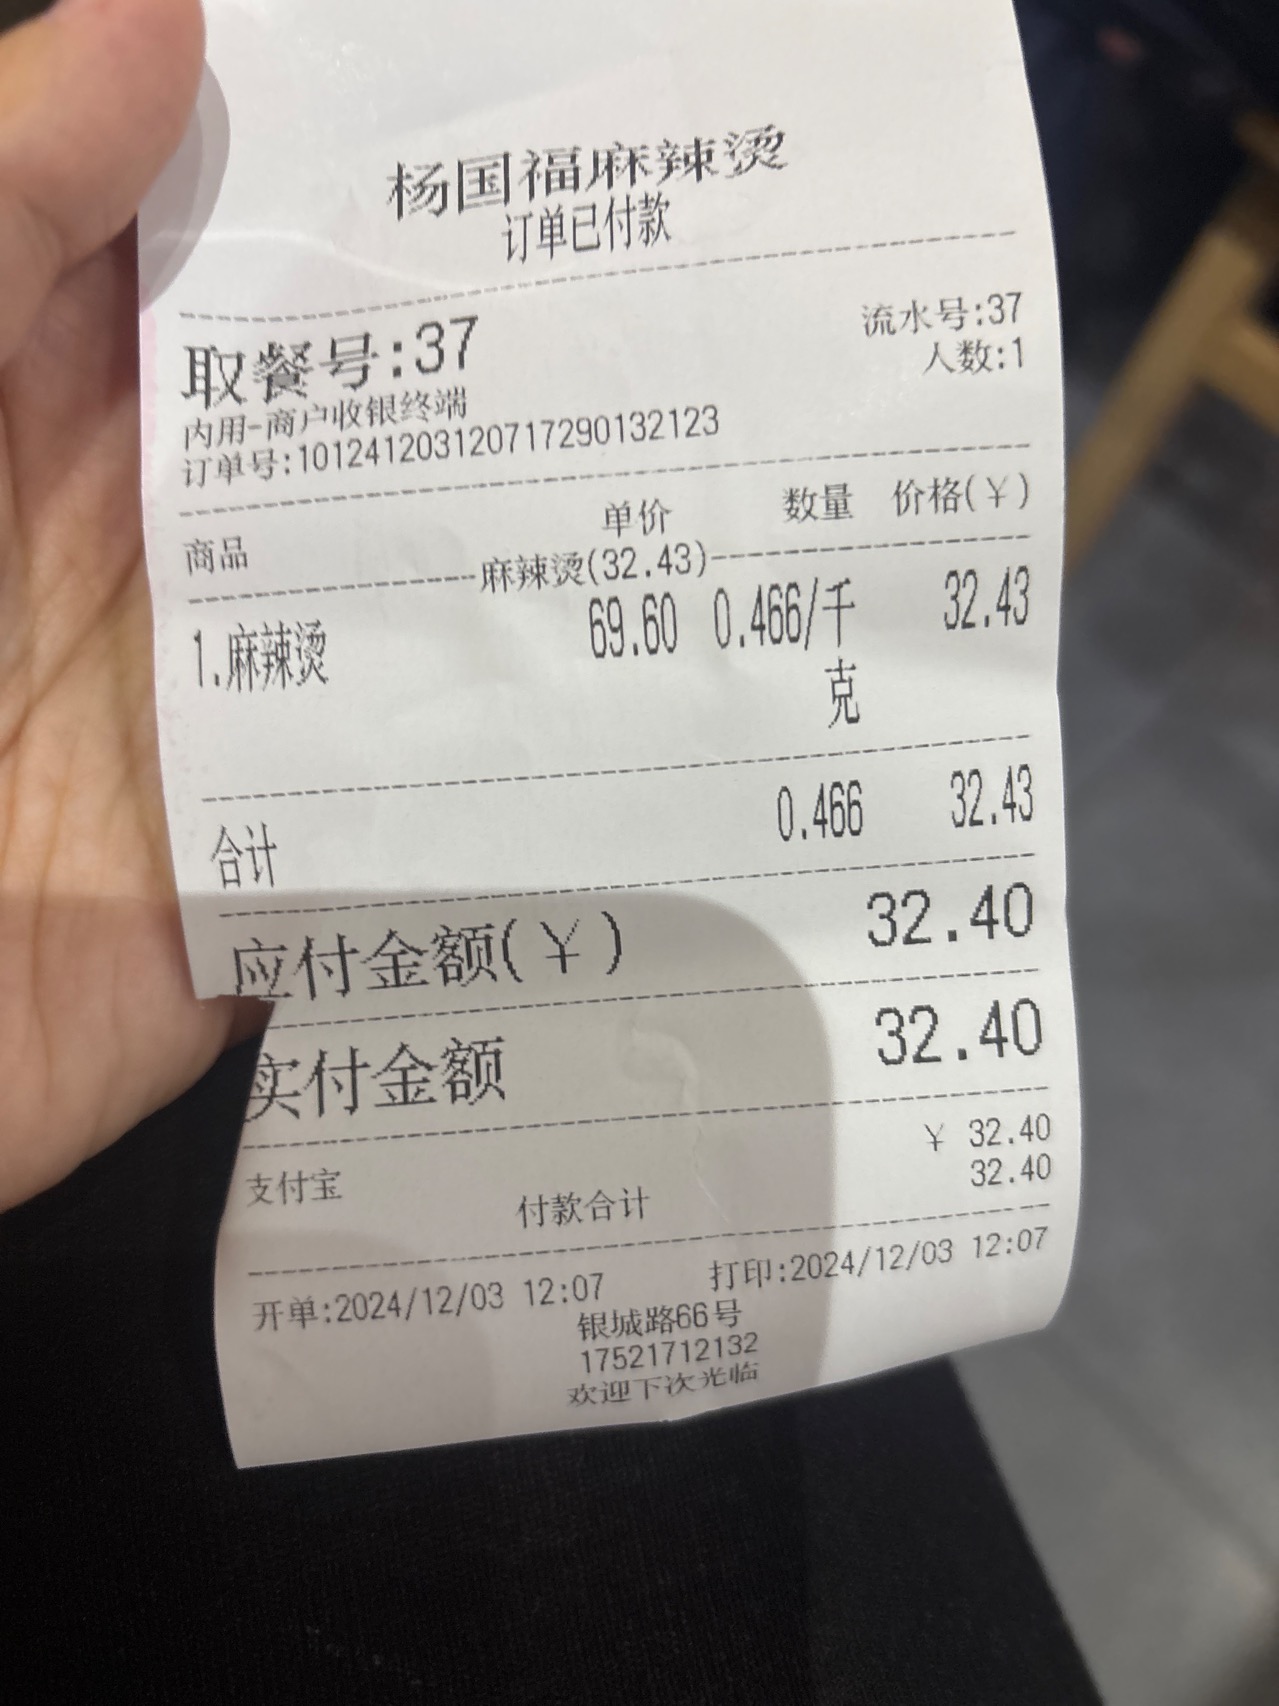 杨国福麻辣烫
订单已付款
取餐号:37 流水号:37
人数:1
内用-商户收银终端
订单号:101241203120717290132123
商品 单价 数量 价格(￥)
麻辣烫(32.43)
1.麻辣烫 69.60 0.466/千克 32.43
合计 0.466 32.43
应付金额(￥) 32.40
实付金额 32.40
支付宝 ￥ 32.40
付款合计 32.40
开单:2024/12/03 12:07 打印:2024/12/03 12:07
银城路66号
17521712132
欢迎下次光临